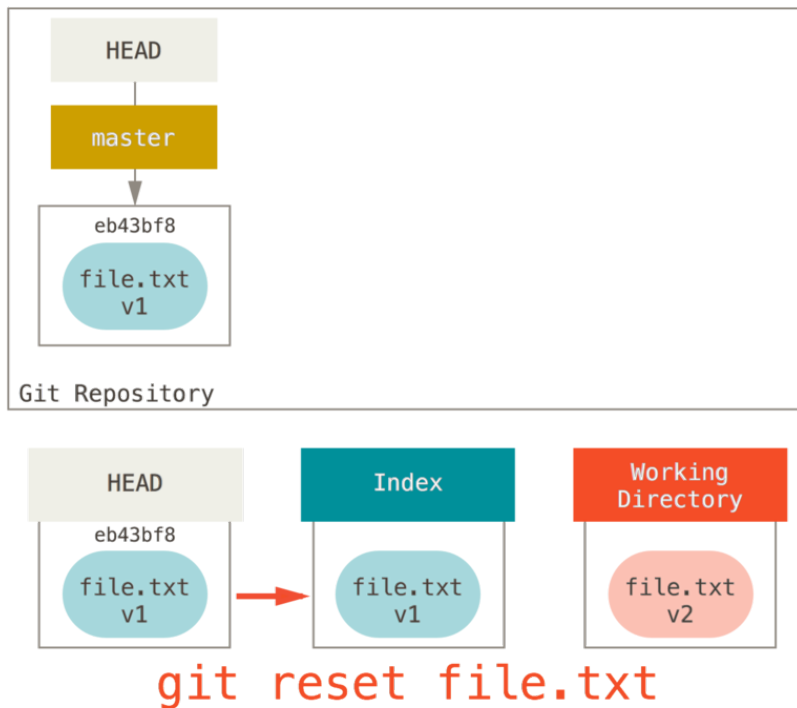 HEAD
master
eb43bf8
file.txt
v1
Git Repository
HEAD
Index
Working
Directory
eb43bf8
file.txt
v1
file.txt
v1
file.txt
v2
git reset file.txt